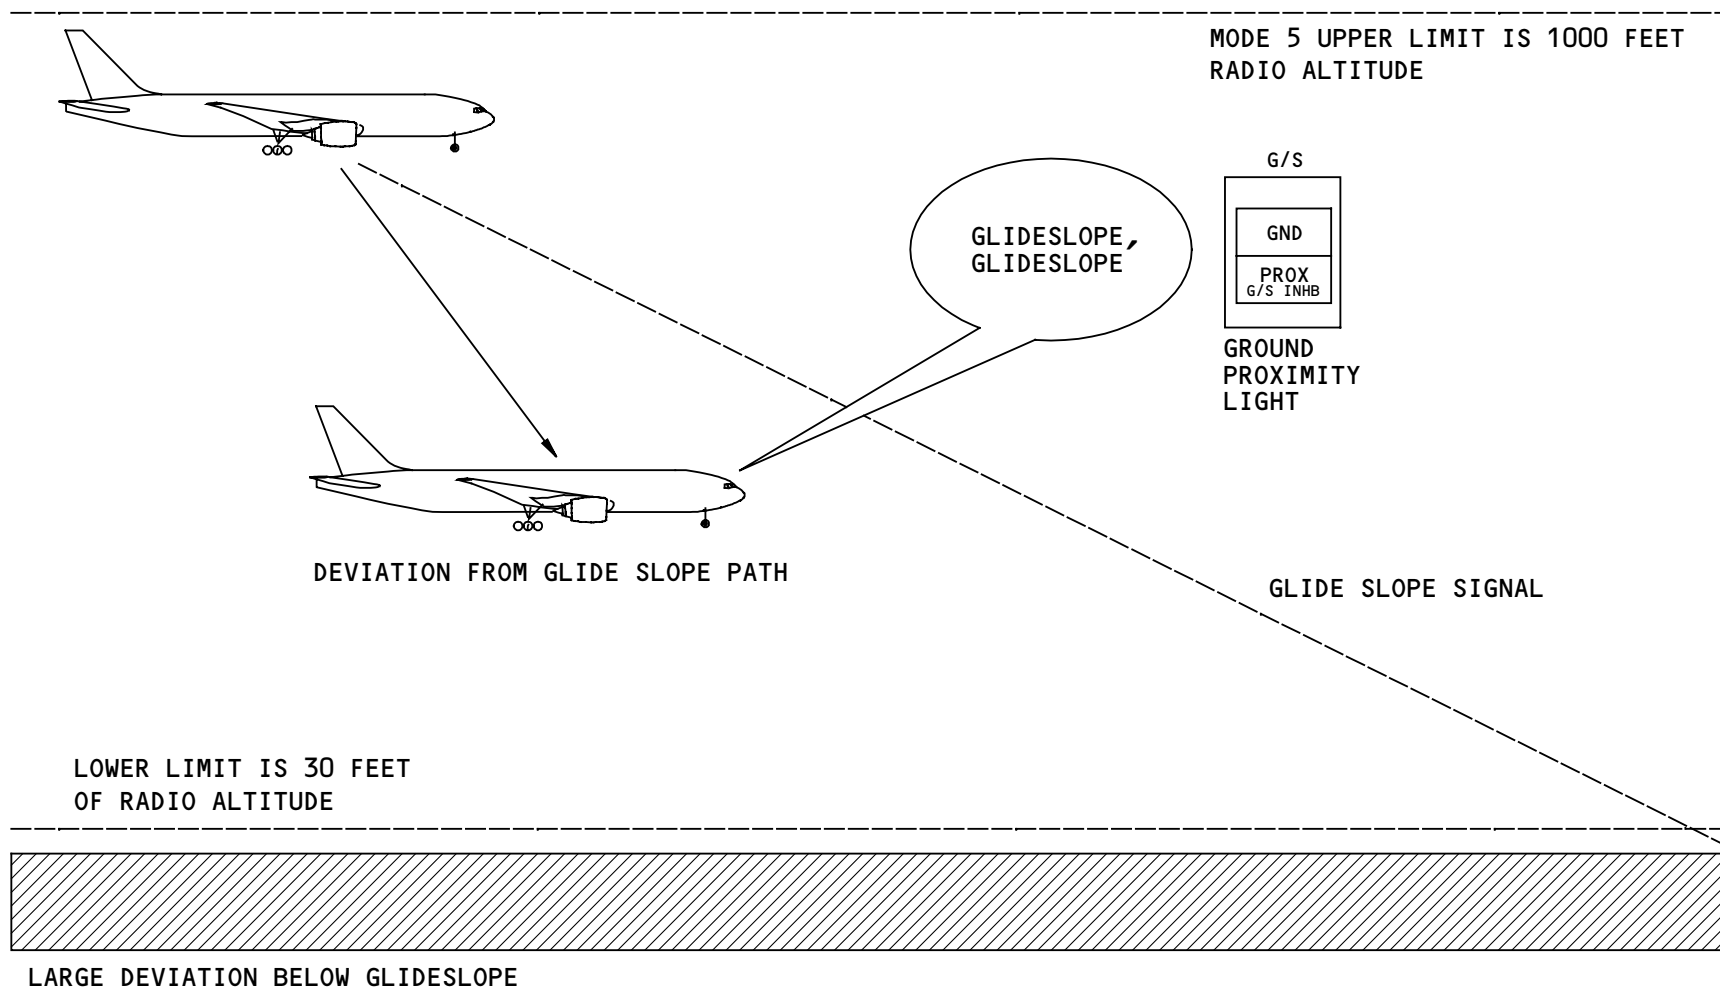 MODE 5 UPPER LIMIT IS 1000 FEET
RADIO ALTITUDE
G/S
GLIDESLOPE,
GLIDESLOPE
GND
PROX
G/S INHB
GROUND
PROXIMITY
LIGHT
DEVIATION FROM GLIDE SLOPE PATH
GLIDE SLOPE SIGNAL
LOWER LIMIT IS 30 FEET
OF RADIO ALTITUDE
LARGE DEVIATION BELOW GLIDESLOPE